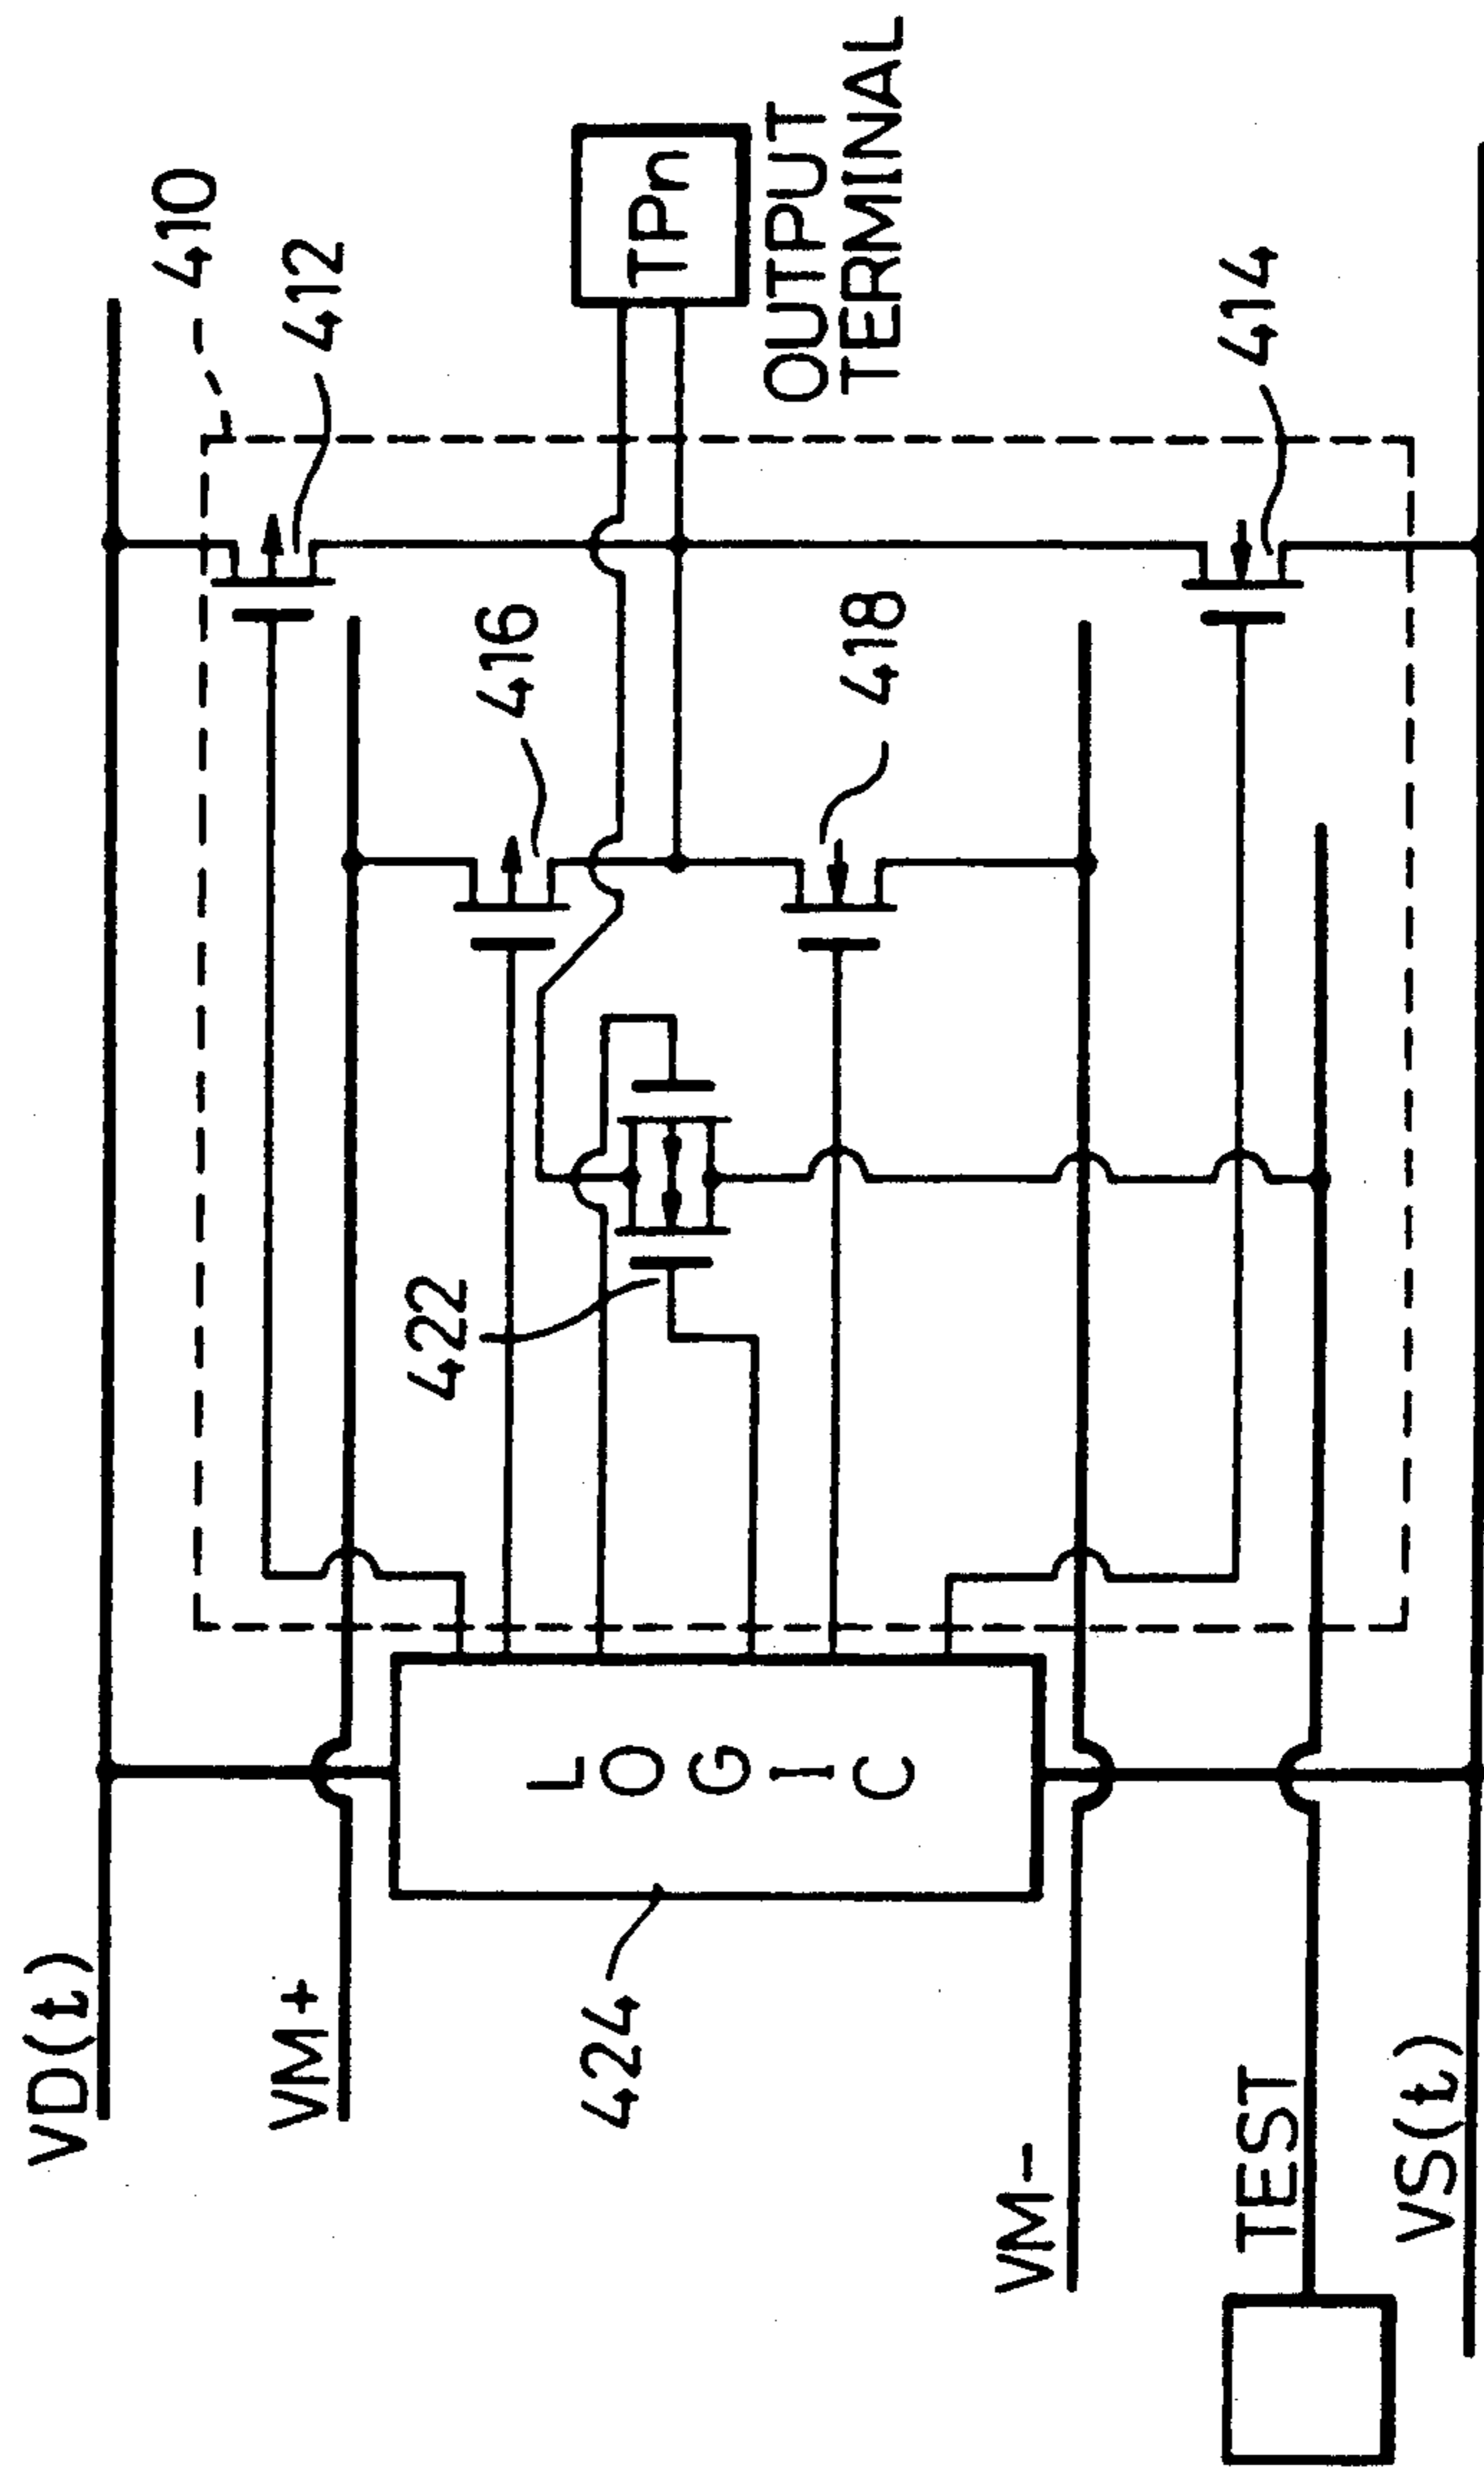 VD(t)
410
412
VM+
416
TPn
OUTPUT
TERMINAL
422
LOGIC
424
418
VM-
414
TEST
VS(t)